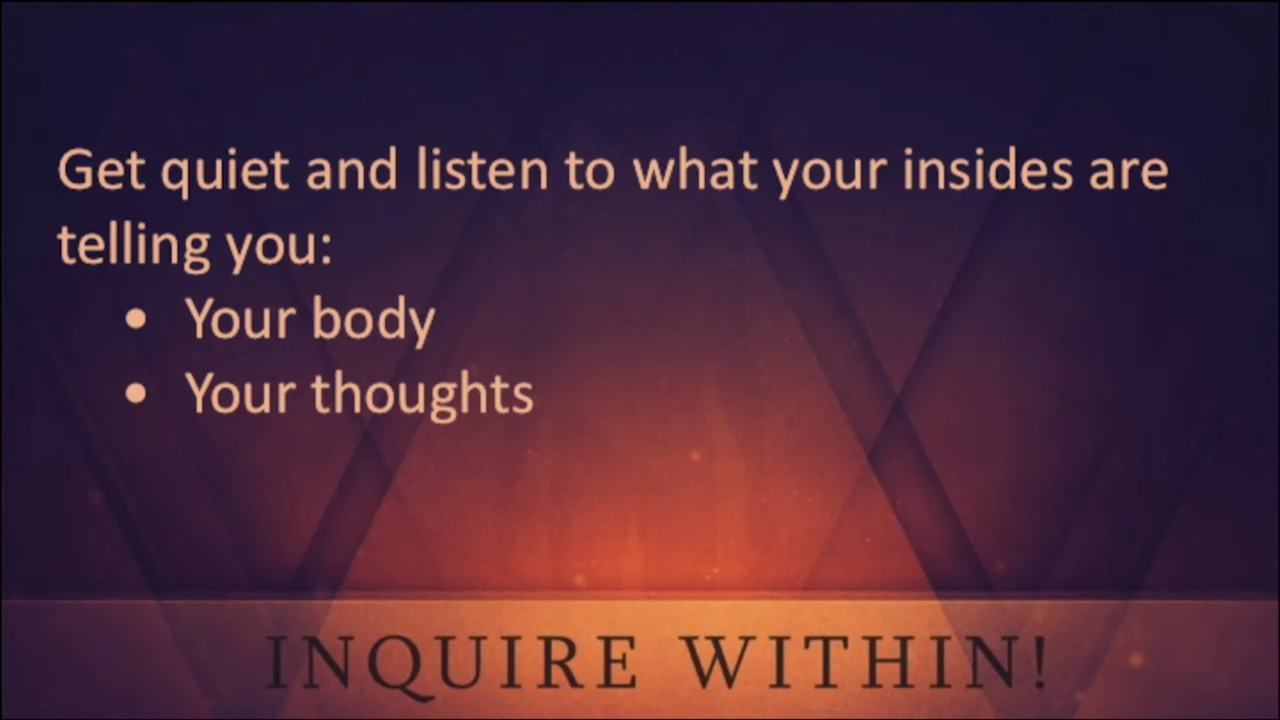 Get quiet and listen to what your insides are
telling you:
• Your body
• Your thoughts
INQUIRE WITHIN!